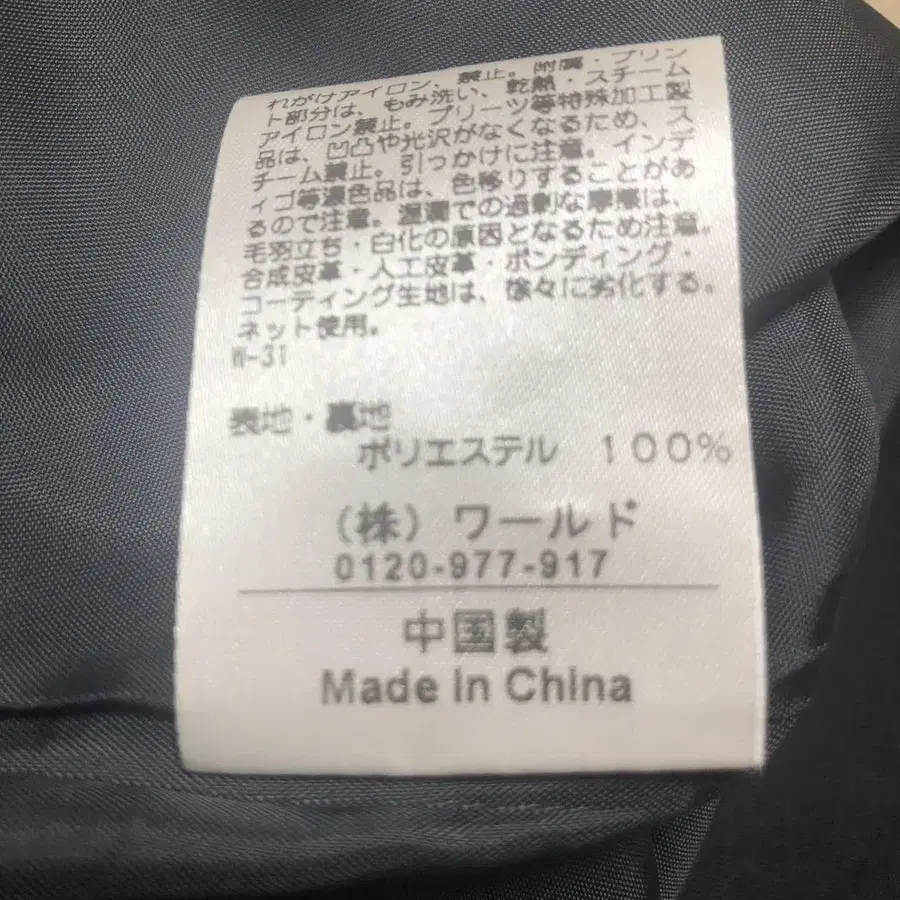 れがけアイロン、禁止。附属・プリン
ト部分は、もみ洗い、乾熱・スチーム
アイロン禁止。プリーツ等特殊加工製
品は、凹凸や光沢がなくなるため、ス
チーム禁止。引っかけに注意。インデ
ィゴ等濃色品は、色移りすることがあ
るので注意。湿潤での過剰な摩擦は、
毛羽立ち・白化の原因となるため注意。
合成皮革・人工皮革・ボンディング・
コーティング生地は、徐々に劣化する。
ネット使用。
W-31
表地・裏地
ポリエステル 100%
(株) ワールド
0120-977-917
中国製
Made in China